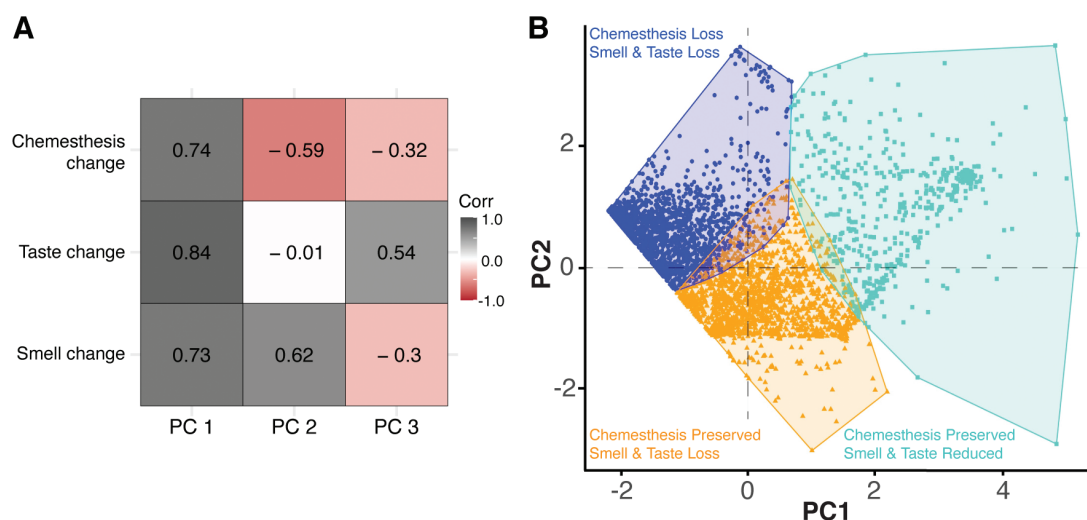 A
Chemesthesis
change
Taste change
Smell change
0.74
– 0.59
– 0.32
0.84
– 0.01
0.54
0.73
0.62
– 0.3
PC 1
PC 2
PC 3
Corr
1.0
0.0
-1.0
B
Chemesthesis Loss
Smell & Taste Loss
Chemesthesis Preserved
Smell & Taste Loss
Chemesthesis Preserved
Smell & Taste Reduced
PC2
2
0
-2
-2
0
2
4
PC1